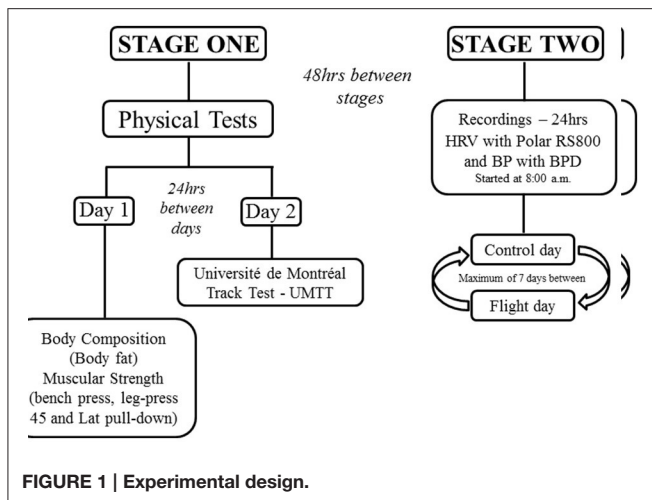 STAGE ONE
48hrs between
stages
Physical Tests
Day 1
24hrs
between
days
Day 2
Université de Montréal
Track Test - UMTT
Body Composition
(Body fat)
Muscular Strength
(bench press, leg-press
45 and Lat pull-down)
STAGE TWO
Recordings – 24hrs
HRV with Polar RS800
and BP with BPD
Started at 8:00 a.m.
Control day
Maximum of 7 days between
Flight day
FIGURE 1 | Experimental design.